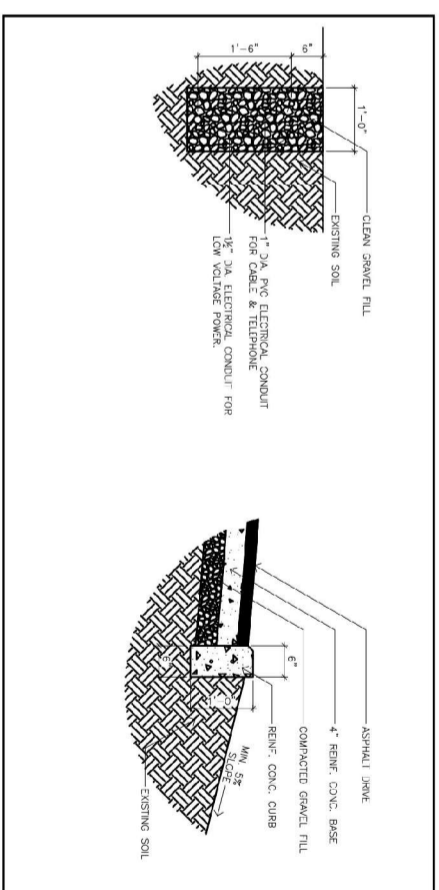 1'-6"
6"
1'-0"
CLEAN GRAVEL FILL
EXISTING SOIL
1" DIA. PVC ELECTRICAL CONDUIT
FOR CABLE & TELEPHONE
1½" DIA. ELECTRICAL CONDUIT FOR
LOW VOLTAGE POWER.
ASPHALT DRIVE
4" REINF. CONC. BASE
COMPACTED GRAVEL FILL
REINF. CONC. CURB
6"
6"
MIN. 5%
SLOPE
EXISTING SOIL